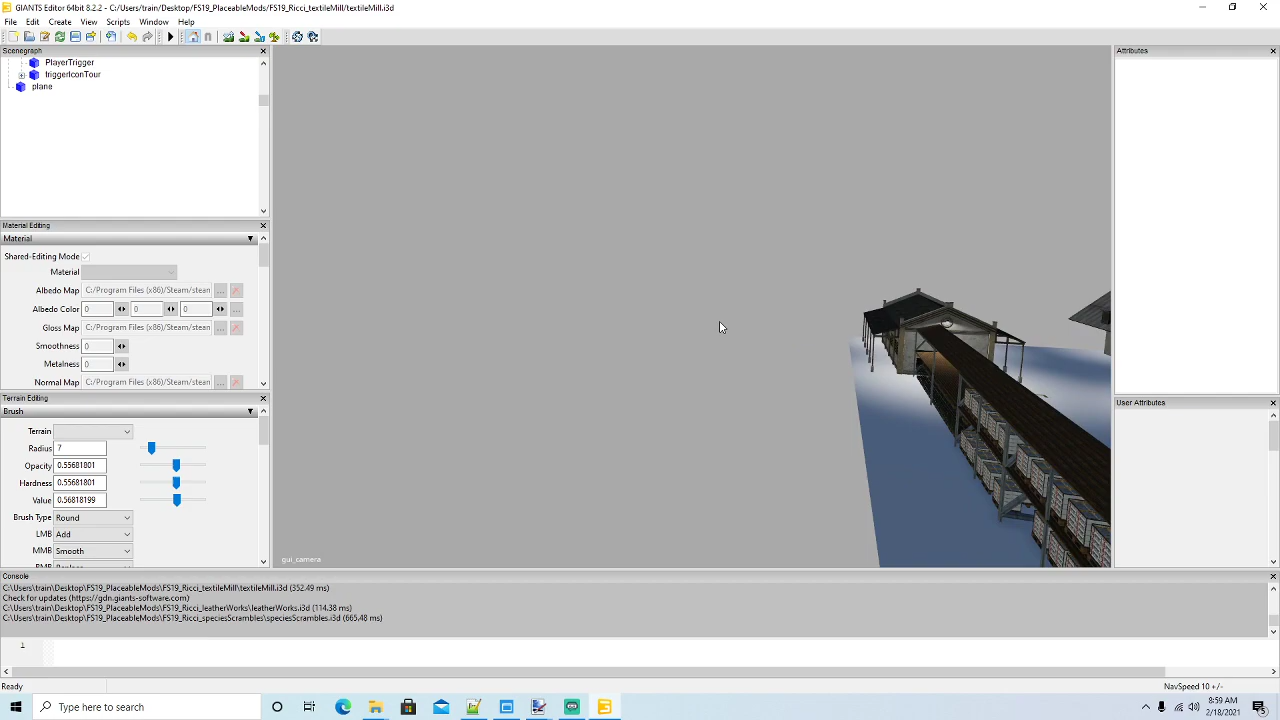 GIANTS Editor 64bit 8.2.2 - C:/Users/train/Desktop/FS19_PlaceableMods/FS19_Ricci_textileMill/textileMill.i3d
File Edit Create View Scripts Window Help
Scenegraph
PlayerTrigger
triggerIconTour
plane
Material Editing
Material
Shared-Editing Mode
Material
Albedo Map C:/Program Files (x86)/Steam/stean ...
Albedo Color 0 0 0 ...
Gloss Map C:/Program Files (x86)/Steam/stean ...
Smoothness 0
Metalness 0
Normal Map C:/Program Files (x86)/Steam/stean ...
Terrain Editing
Brush
Terrain
Radius 7
Opacity 0.55681801
Hardness 0.55681801
Value 0.56818199
Brush Type Round
LMB Add
MMB Smooth
gui_camera
Attributes
User Attributes
Console
C:\Users\train\Desktop\FS19_PlaceableMods\FS19_Ricci_textileMill\textileMill.i3d (352.49 ms)
Check for updates (https://gdn.giants-software.com)
C:\Users\train\Desktop\FS19_PlaceableMods\FS19_Ricci_leatherWorks\leatherWorks.i3d (114.38 ms)
C:\Users\train\Desktop\FS19_PlaceableMods\FS19_Ricci_speciesScrambles\speciesScrambles.i3d (665.48 ms)
1
Ready
NavSpeed 10 +/-
Type here to search
8:59 AM
2/18/2021